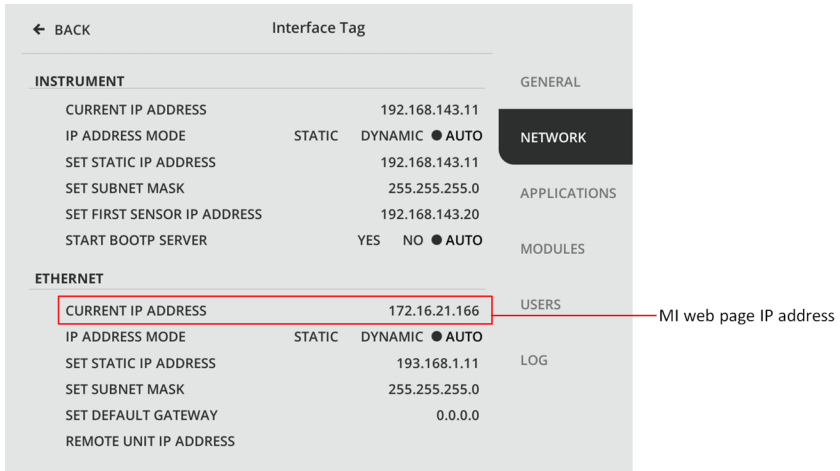 BACK
Interface Tag
INSTRUMENT
CURRENT IP ADDRESS 192.168.143.11
IP ADDRESS MODE STATIC DYNAMIC AUTO
SET STATIC IP ADDRESS 192.168.143.11
SET SUBNET MASK 255.255.255.0
SET FIRST SENSOR IP ADDRESS 192.168.143.20
START BOOTP SERVER YES NO AUTO
ETHERNET
CURRENT IP ADDRESS 172.16.21.166
IP ADDRESS MODE STATIC DYNAMIC AUTO
SET STATIC IP ADDRESS 193.168.1.11
SET SUBNET MASK 255.255.255.0
SET DEFAULT GATEWAY 0.0.0.0
REMOTE UNIT IP ADDRESS
GENERAL
NETWORK
APPLICATIONS
MODULES
USERS
LOG
MI web page IP address